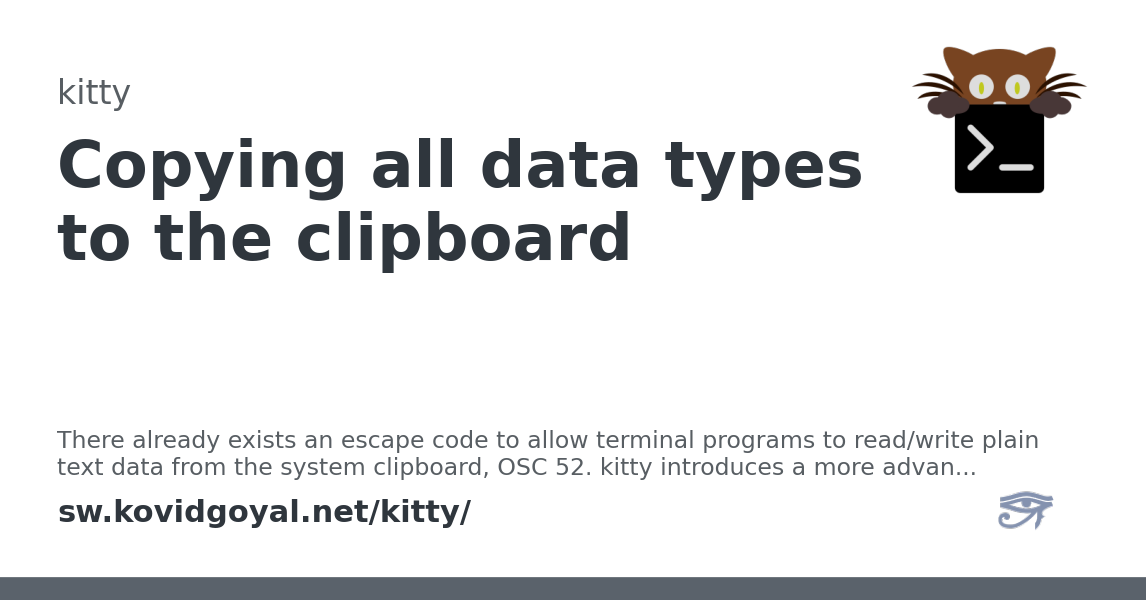 kitty
Copying all data types
to the clipboard
There already exists an escape code to allow terminal programs to read/write plain
text data from the system clipboard, OSC 52. kitty introduces a more advan...
sw.kovidgoyal.net/kitty/